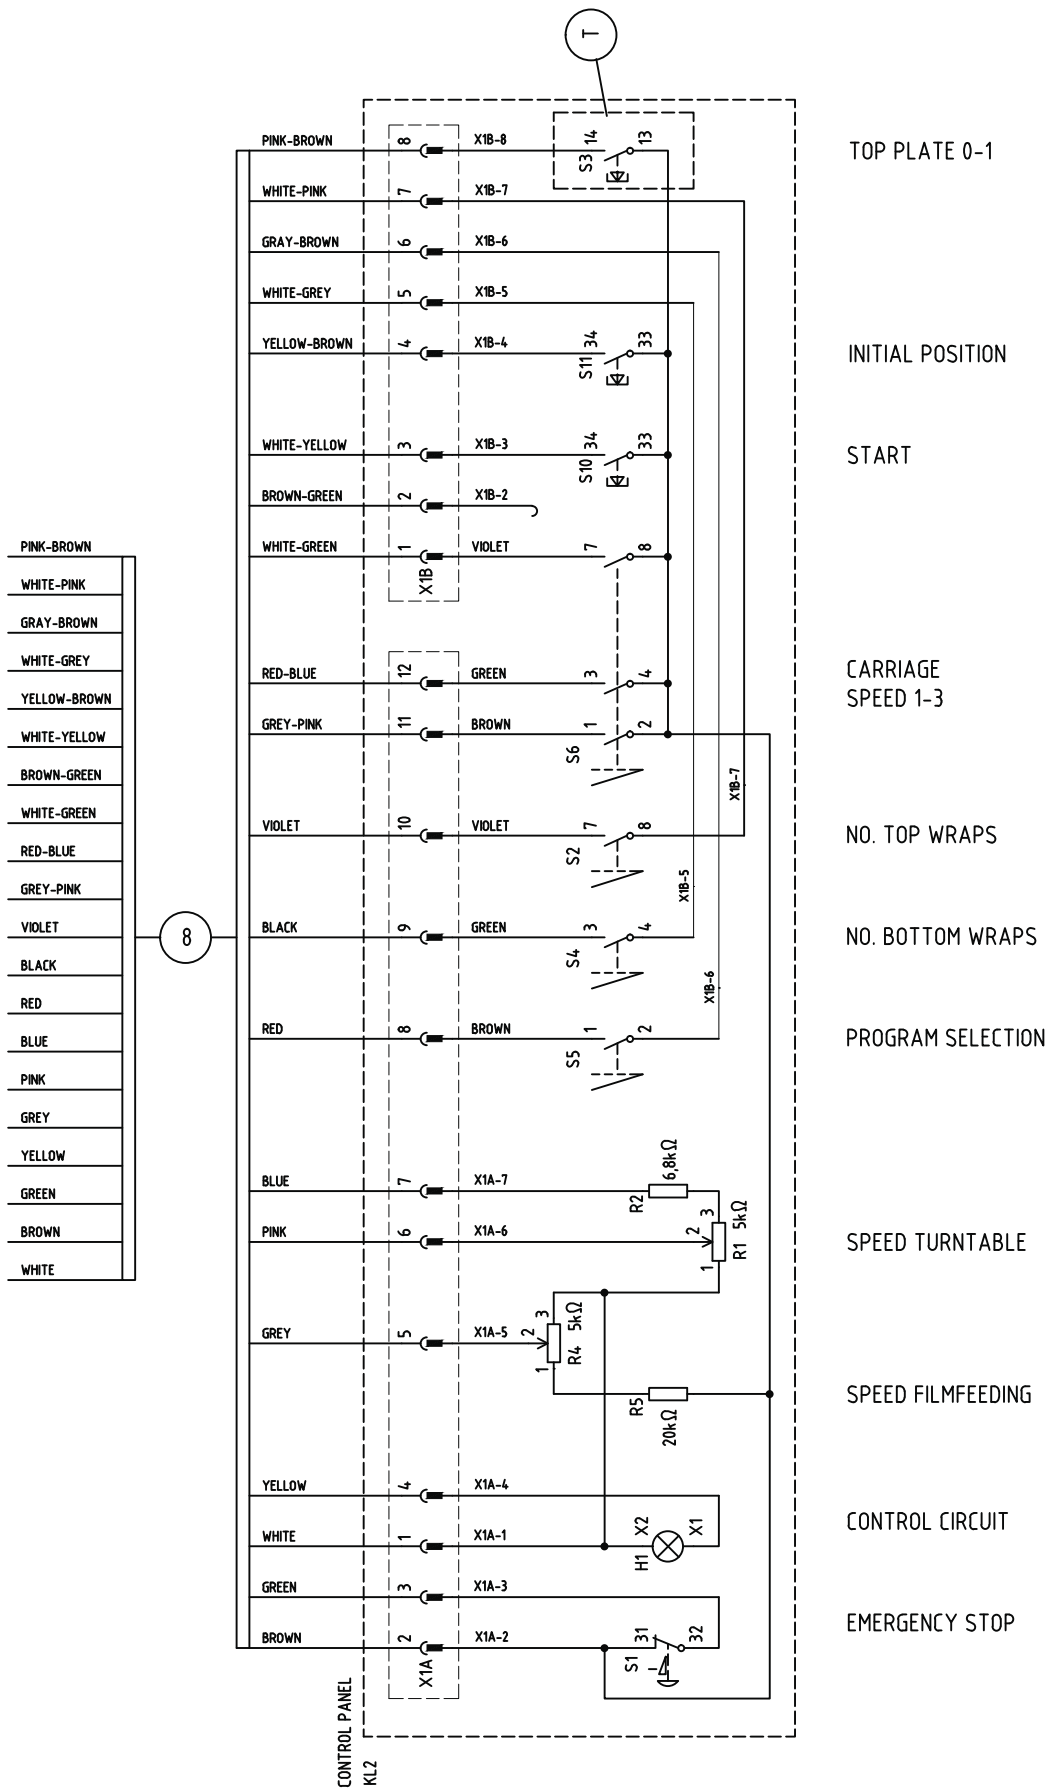 T
PINK-BROWN 8 X1B-8 S3 14 13 TOP PLATE 0-1
WHITE-PINK 7 X1B-7
GRAY-BROWN 6 X1B-6
WHITE-GREY 5 X1B-5
YELLOW-BROWN 4 X1B-4 S11 34 33 INITIAL POSITION
WHITE-YELLOW 3 X1B-3 S10 34 33 START
BROWN-GREEN 2 X1B-2
WHITE-GREEN 1 VIOLET 7 8
X1B
RED-BLUE 12 GREEN 3 4
CARRIAGE
SPEED 1-3
GREY-PINK 11 BROWN 1 2
S6
X1B-7
VIOLET 10 VIOLET 7 8 NO. TOP WRAPS
S2
X1B-5
BLACK 9 GREEN 3 4 NO. BOTTOM WRAPS
S4
X1B-6
RED 8 BROWN 1 2 PROGRAM SELECTION
S5
BLUE 7 X1A-7 R2 6,8kΩ
PINK 6 X1A-6 1 2 3 R1 5kΩ SPEED TURNTABLE
GREY 5 X1A-5 1 2 3 R4 5kΩ
R5 20kΩ SPEED FILMFEEDING
YELLOW 4 X1A-4
CONTROL CIRCUIT
WHITE 1 X1A-1 H1 X2 X1
GREEN 3 X1A-3
EMERGENCY STOP
BROWN 2 X1A-2 S1 31 32
X1A
CONTROL PANEL
KL2
PINK-BROWN
WHITE-PINK
GRAY-BROWN
WHITE-GREY
YELLOW-BROWN
WHITE-YELLOW
BROWN-GREEN
WHITE-GREEN
RED-BLUE
GREY-PINK
VIOLET
BLACK
RED
BLUE
PINK
GREY
YELLOW
GREEN
BROWN
WHITE
8